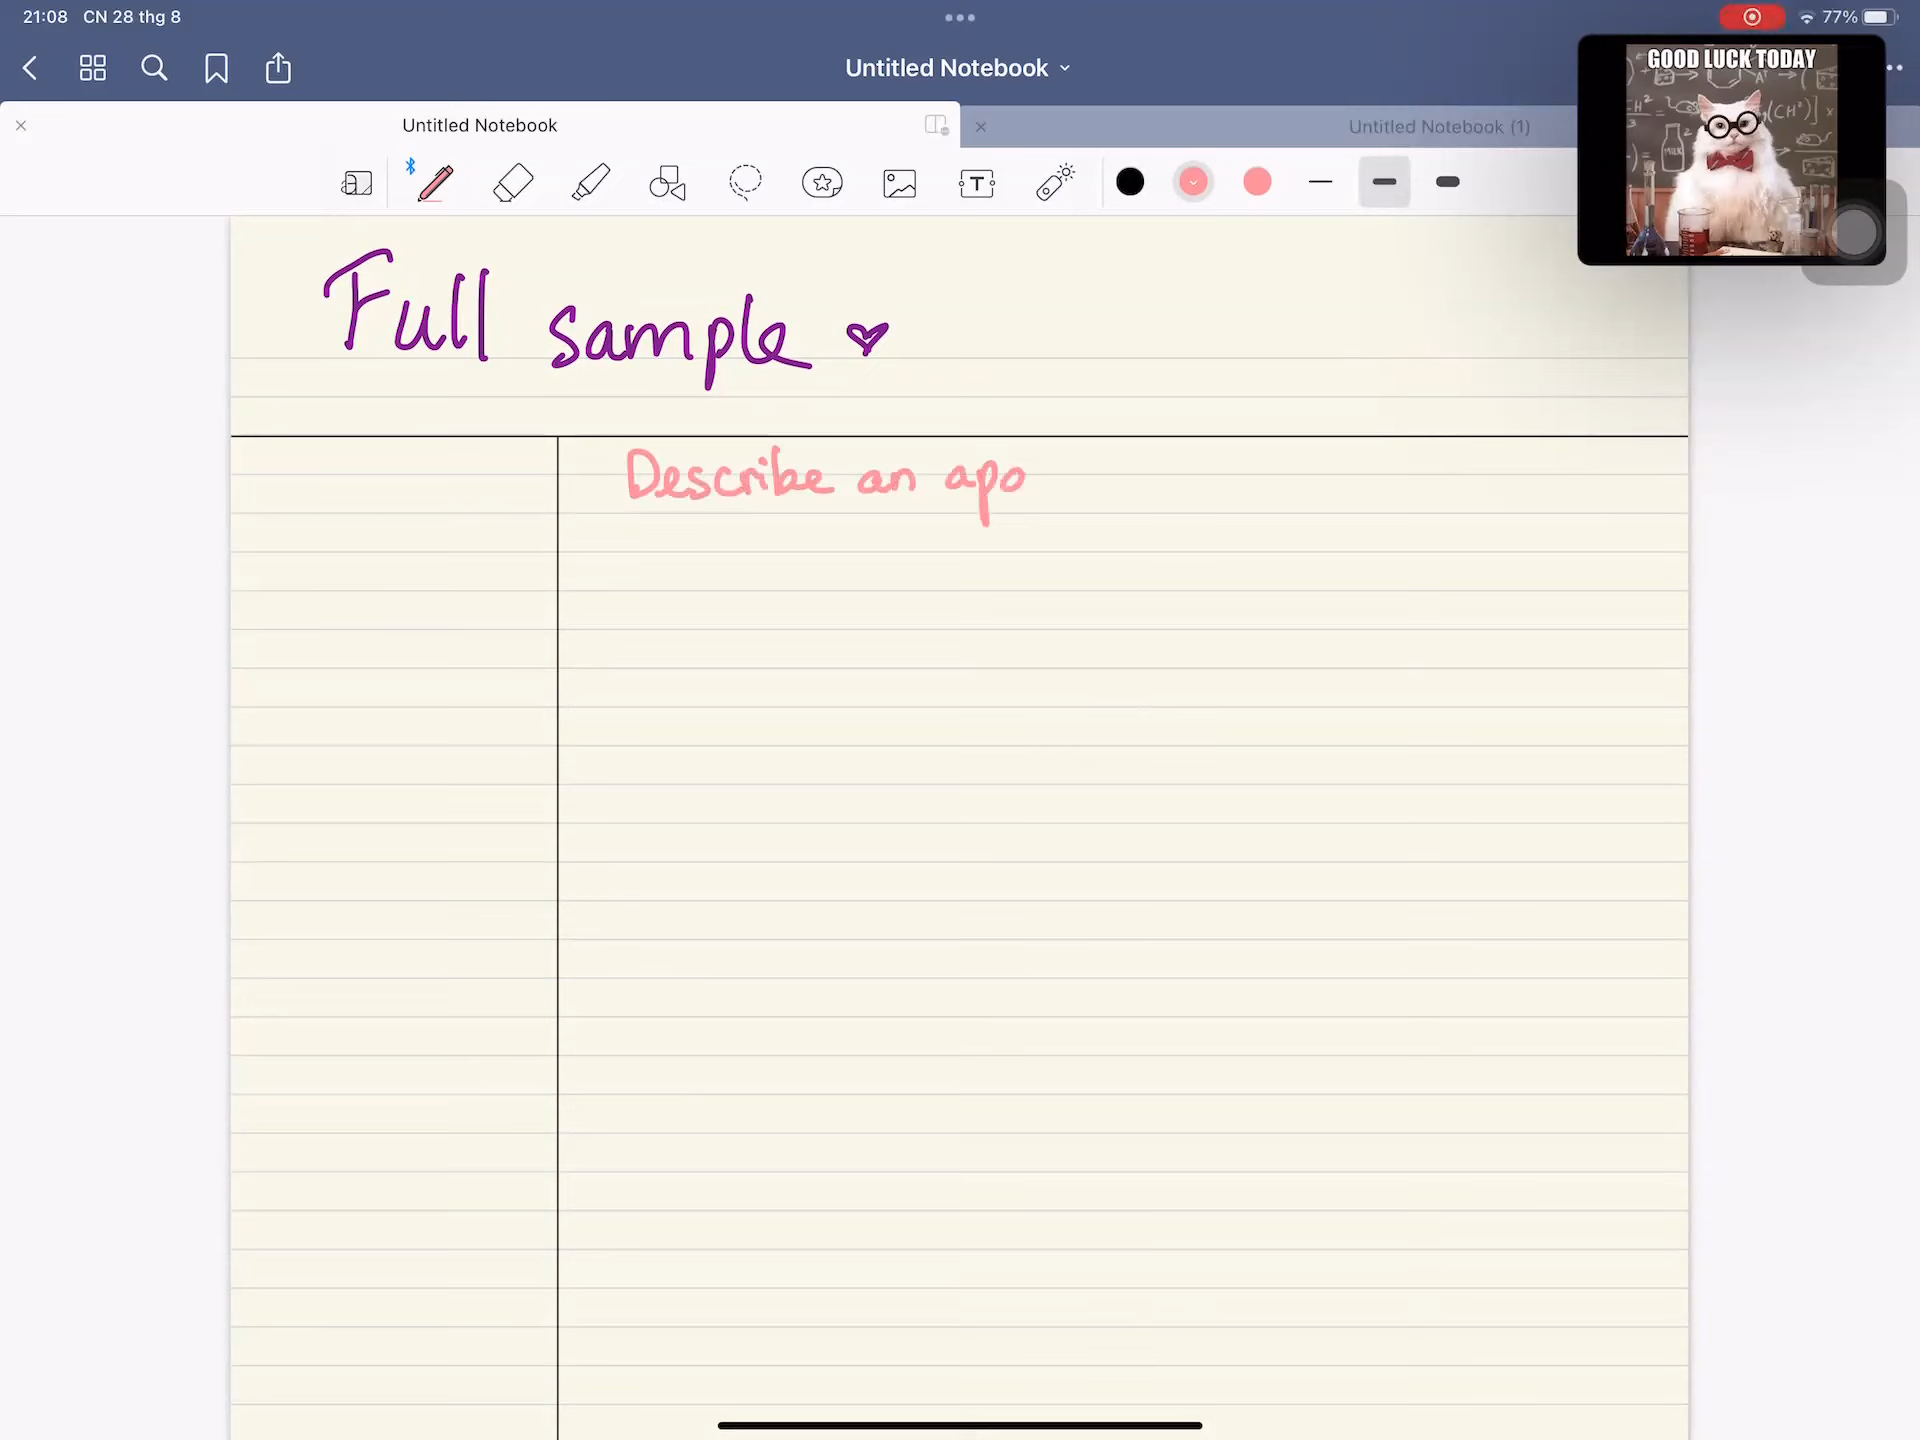 21:08 CN 28 thg 8
77%
Untitled Notebook
GOOD LUCK TODAY
Untitled Notebook
Untitled Notebook (1)
T
Full sample
Describe an apo